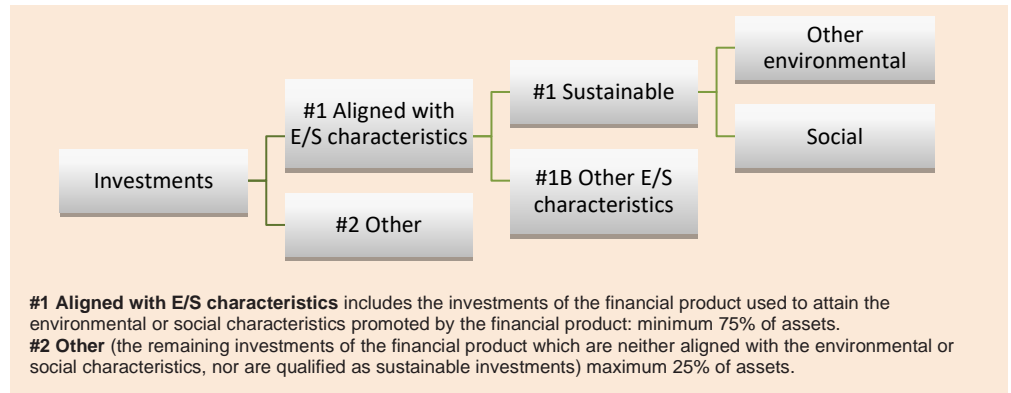 Other
environmental
#1 Sustainable
#1 Aligned with
E/S characteristics
Social
Investments
#1B Other E/S
characteristics
#2 Other
#1 Aligned with E/S characteristics includes the investments of the financial product used to attain the
environmental or social characteristics promoted by the financial product: minimum 75% of assets.
#2 Other (the remaining investments of the financial product which are neither aligned with the environmental or
social characteristics, nor are qualified as sustainable investments) maximum 25% of assets.